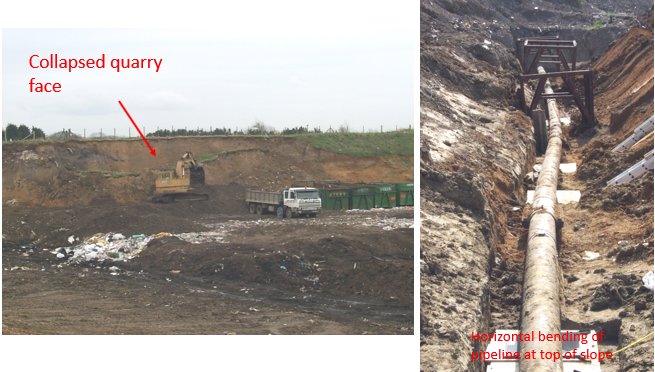 Collapsed quarry
face
Horizontal bending of
pipeline at top of slope